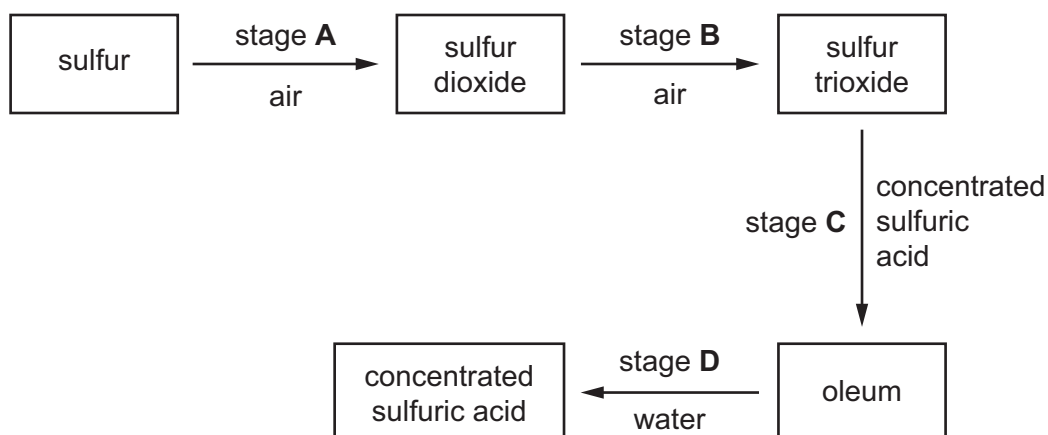 sulfur
stage A
air
sulfur
dioxide
stage B
air
sulfur
trioxide
stage C
concentrated
sulfuric
acid
oleum
stage D
water
concentrated
sulfuric acid